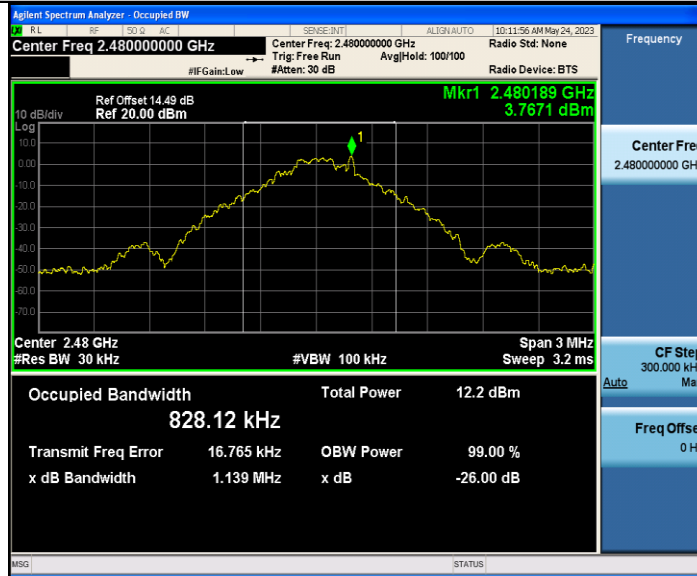 Agilent Spectrum Analyzer - Occupied BW
RL RF 50 Ω AC SENSE:INT ALIGN AUTO 10:11:56 AM May 24, 2023
Center Freq 2.480000000 GHz Center Freq: 2.480000000 GHz Radio Std: None
Trig: Free Run Avg|Hold: 100/100
#IFGain:Low #Atten: 30 dB Radio Device: BTS
Frequency
Mkr1 2.480189 GHz
3.7671 dBm
Ref Offset 14.49 dB
10 dB/div Ref 20.00 dBm
Log
1
10.0
0.00
-10.0
-20.0
-30.0
-40.0
-50.0
-60.0
-70.0
Center Fre
2.480000000 GH
Center 2.48 GHz Span 3 MHz
#Res BW 30 kHz #VBW 100 kHz Sweep 3.2 ms
CF Ste
300.000 kH
Auto Ma
Occupied Bandwidth Total Power 12.2 dBm
828.12 kHz
Transmit Freq Error 16.765 kHz OBW Power 99.00 %
x dB Bandwidth 1.139 MHz x dB -26.00 dB
Freq Offse
0 H
MSG STATUS